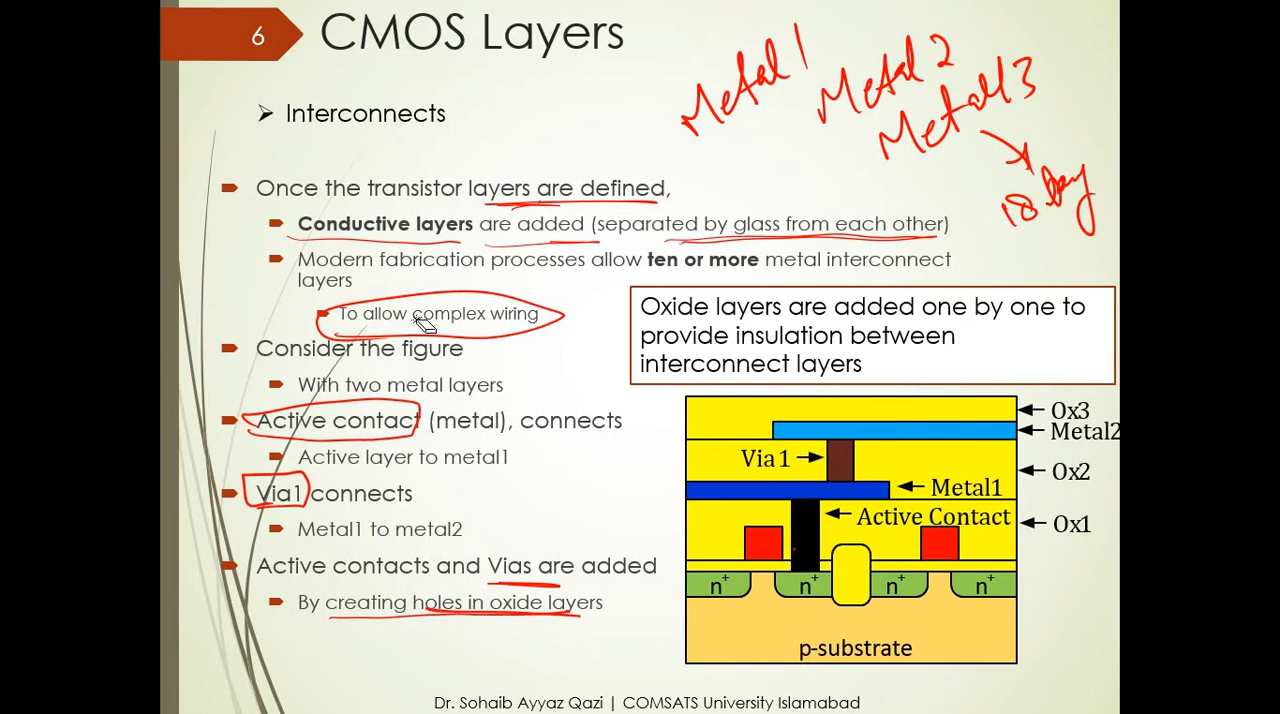 6
CMOS Layers
Metal 1 Metal 2
Metal 3
18
Interconnects
Once the transistor layers are defined,
Conductive layers are added (separated by glass from each other)
Modern fabrication processes allow ten or more metal interconnect
layers
To allow complex wiring
Consider the figure
With two metal layers
Active contact (metal), connects
Active layer to metal1
Via1 connects
Metal1 to metal2
Active contacts and Vias are added
By creating holes in oxide layers
Oxide layers are added one by one to
provide insulation between
interconnect layers
Ox3
Metal2
Via1
Ox2
Metal1
Active Contact
Ox1
n+ n+ n+ n+
p-substrate
Dr. Sohaib Ayyaz Qazi | COMSATS University Islamabad